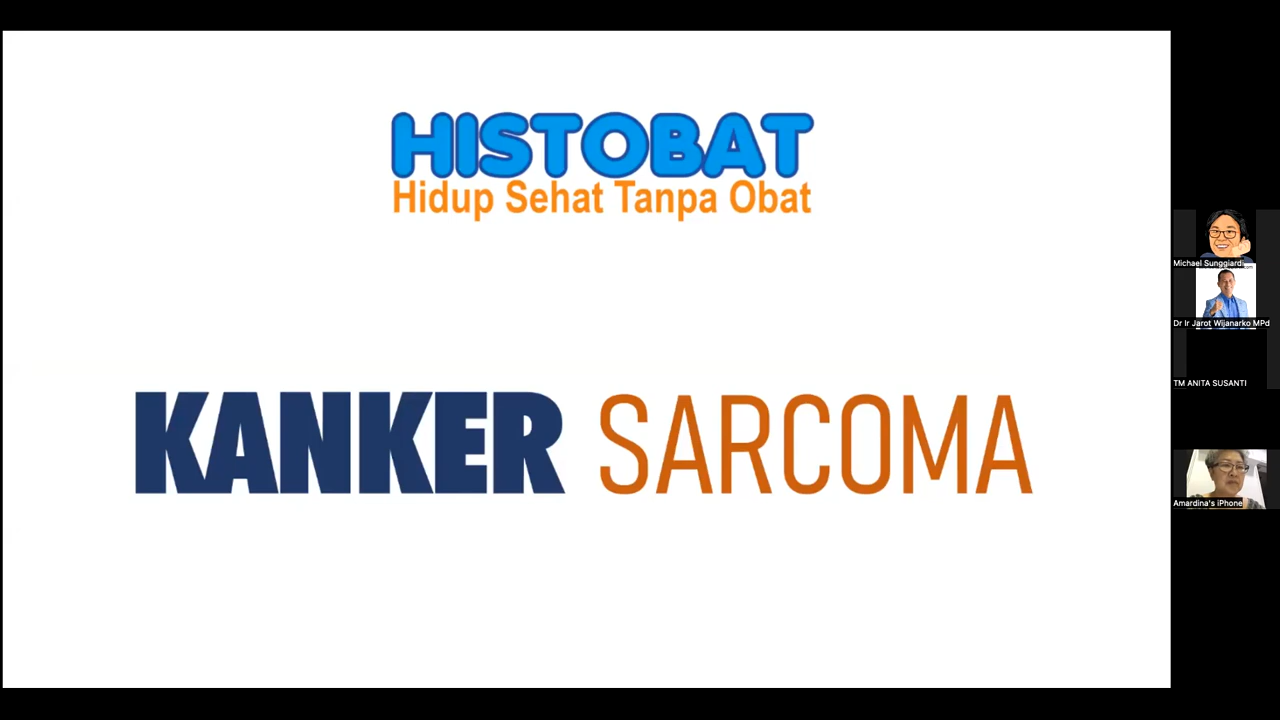 HISTOBAT
Hidup Sehat Tanpa Obat
KANKER SARCOMA
Michael Sunggiardi
Dr Ir Jarot Wijanarko MPd
TM ANITA SUSANTI
Amardina's iPhone